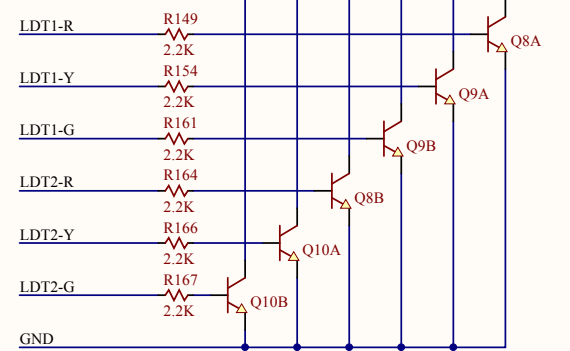 LDT1-R R149 2.2K Q8A
LDT1-Y R154 2.2K Q9A
LDT1-G R161 2.2K Q9B
LDT2-R R164 2.2K Q8B
LDT2-Y R166 2.2K Q10A
LDT2-G R167 2.2K Q10B
GND